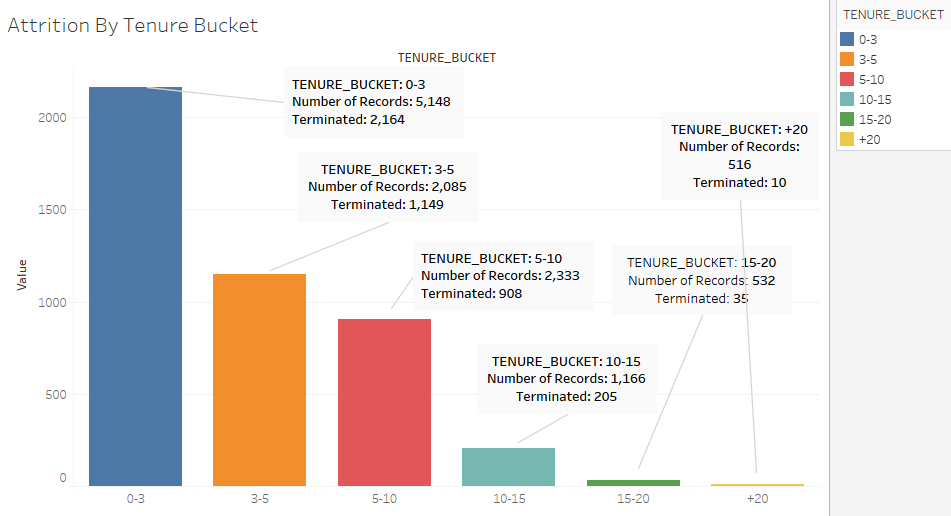 Attrition By Tenure Bucket
TENURE_BUCKET
TENURE_BUCKET: 0-3
Number of Records: 5,148
Terminated: 2,164
TENURE_BUCKET: 3-5
Number of Records: 2,085
Terminated: 1,149
TENURE_BUCKET: 5-10
Number of Records: 2,333
Terminated: 908
TENURE_BUCKET: 10-15
Number of Records: 1,166
Terminated: 205
TENURE_BUCKET: 15-20
Number of Records: 532
Terminated: 35
TENURE_BUCKET: +20
Number of Records:
516
Terminated: 10
Value
2000
1500
1000
500
0
0-3
3-5
5-10
10-15
15-20
+20
TENURE_BUCKET
0-3
3-5
5-10
10-15
15-20
+20